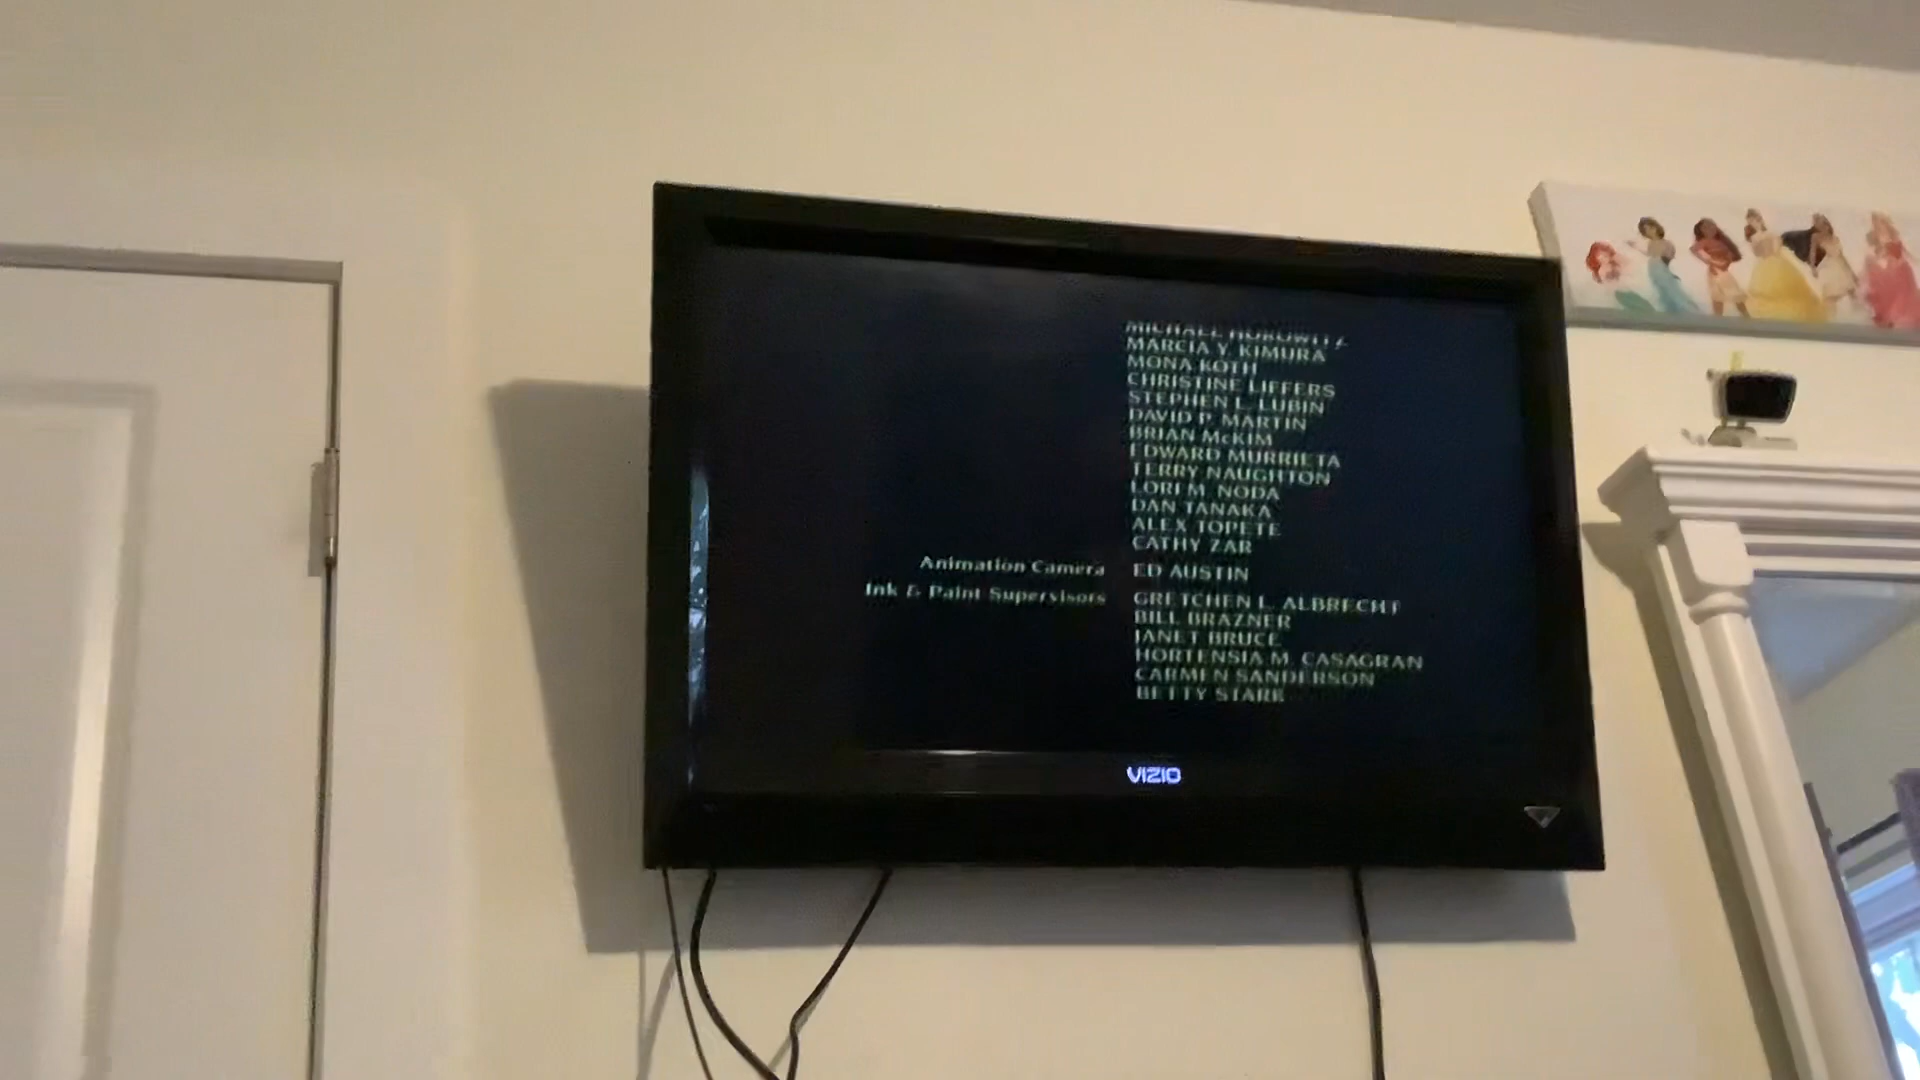 MICHAEL HOROWITZ
MARCIA Y. KIMURA
MONA KOTH
CHRISTINE LIFFERS
STEPHEN L. LUBIN
DAVID P. MARTIN
BRIAN McKIM
EDWARD MURRIETA
TERRY NAUGHTON
LORI M. NODA
DAN TANAKA
ALEX TOPETE
CATHY ZAR
Animation Camera ED AUSTIN
Ink & Paint Supervisors GRETCHEN L. ALBRECHT
BILL BRAZNER
JANET BRUCE
HORTENSIA M. CASAGRAN
CARMEN SANDERSON
BETTY STARK
VIZIO